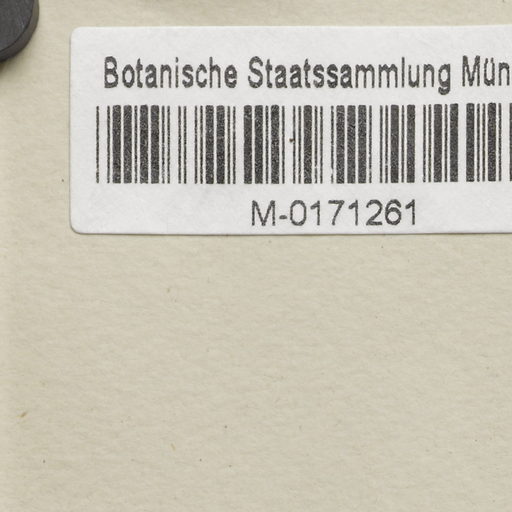 Botanische Staatssammlung Mün
M-0171261